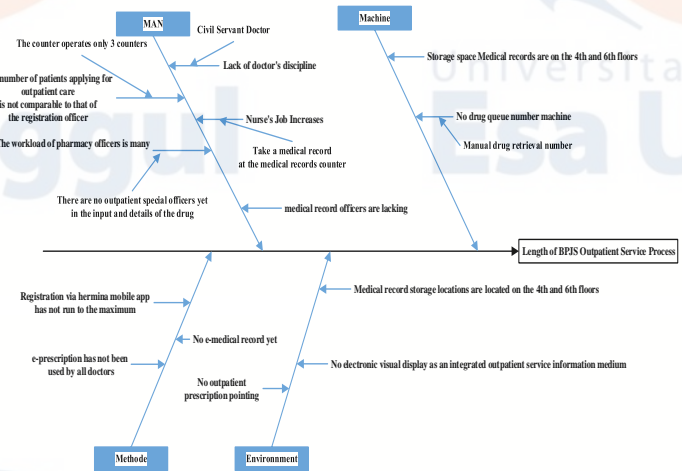 MAN
Machine
Civil Servant Doctor
The counter operates only 3 counters
Lack of doctor's discipline
Storage space Medical records are on the 4th and 6th floors
Universita
number of patients applying for
outpatient care
is not comparable to that of
the registration officer
Esa U
nggul
Nurse's Job Increases
No drug queue number machine
The workload of pharmacy officers is many
Take a medical record
at the medical records counter
Manual drug retrieval number
There are no outpatient special officers yet
in the input and details of the drug
medical record officers are lacking
Length of BPJS Outpatient Service Process
Registration via hermina mobile app
has not run to the maximum
Medical record storage locations are located on the 4th and 6th floors
No e-medical record yet
e-prescription has not been
used by all doctors
No electronic visual display as an integrated outpatient service information medium
No outpatient
prescription pointing
Methode
Environnment